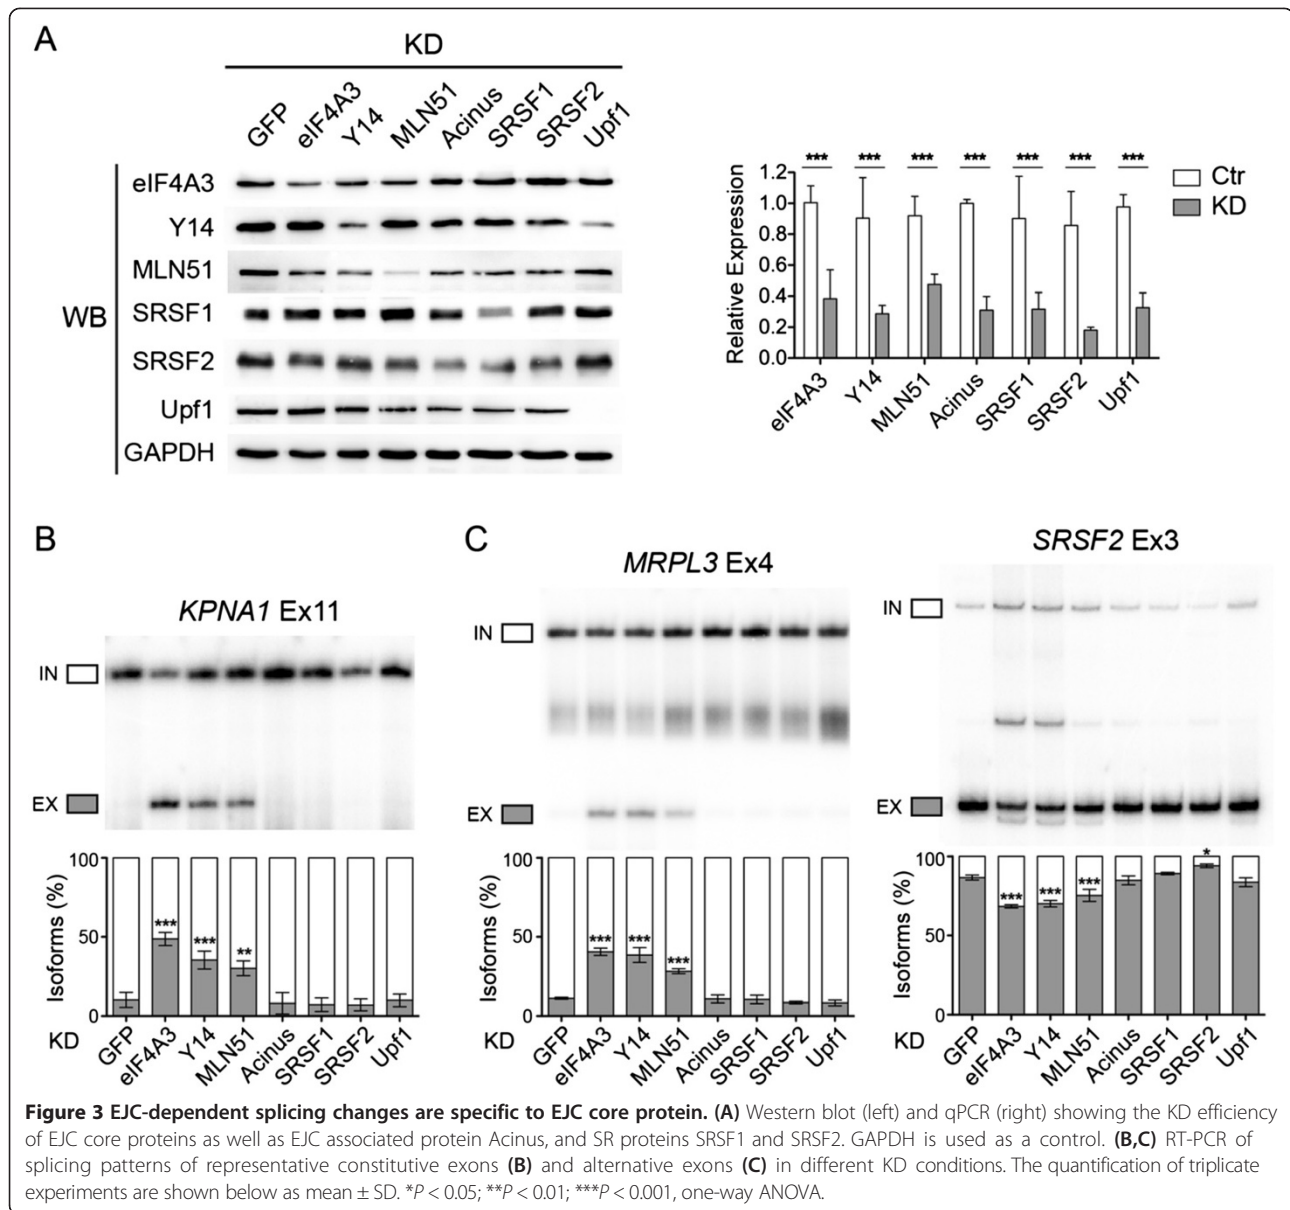 A
KD
GFP eIF4A3 Y14 MLN51 Acinus SRSF1 SRSF2 Upf1
WB
eIF4A3
Y14
MLN51
SRSF1
SRSF2
Upf1
GAPDH
*** *** *** *** *** *** ***
Relative Expression
1.2
1.0
0.8
0.6
0.4
0.2
0.0
eIF4A3 Y14 MLN51 Acinus SRSF1 SRSF2 Upf1
Ctr
KD
B
KPNA1 Ex11
IN
EX
Isoforms (%)
100
50
0
*** *** **
KD GFP eIF4A3 Y14 MLN51 Acinus SRSF1 SRSF2 Upf1
C
MRPL3 Ex4
IN
EX
Isoforms (%)
100
50
0
*** *** ***
KD GFP eIF4A3 Y14 MLN51 Acinus SRSF1 SRSF2 Upf1
SRSF2 Ex3
IN
EX
Isoforms (%)
100
50
0
*** *** *** *
GFP eIF4A3 Y14 MLN51 Acinus SRSF1 SRSF2 Upf1
Figure 3 EJC-dependent splicing changes are specific to EJC core protein. (A) Western blot (left) and qPCR (right) showing the KD efficiency
of EJC core proteins as well as EJC associated protein Acinus, and SR proteins SRSF1 and SRSF2. GAPDH is used as a control. (B,C) RT-PCR of
splicing patterns of representative constitutive exons (B) and alternative exons (C) in different KD conditions. The quantification of triplicate
experiments are shown below as mean ± SD. *P < 0.05; **P < 0.01; ***P < 0.001, one-way ANOVA.